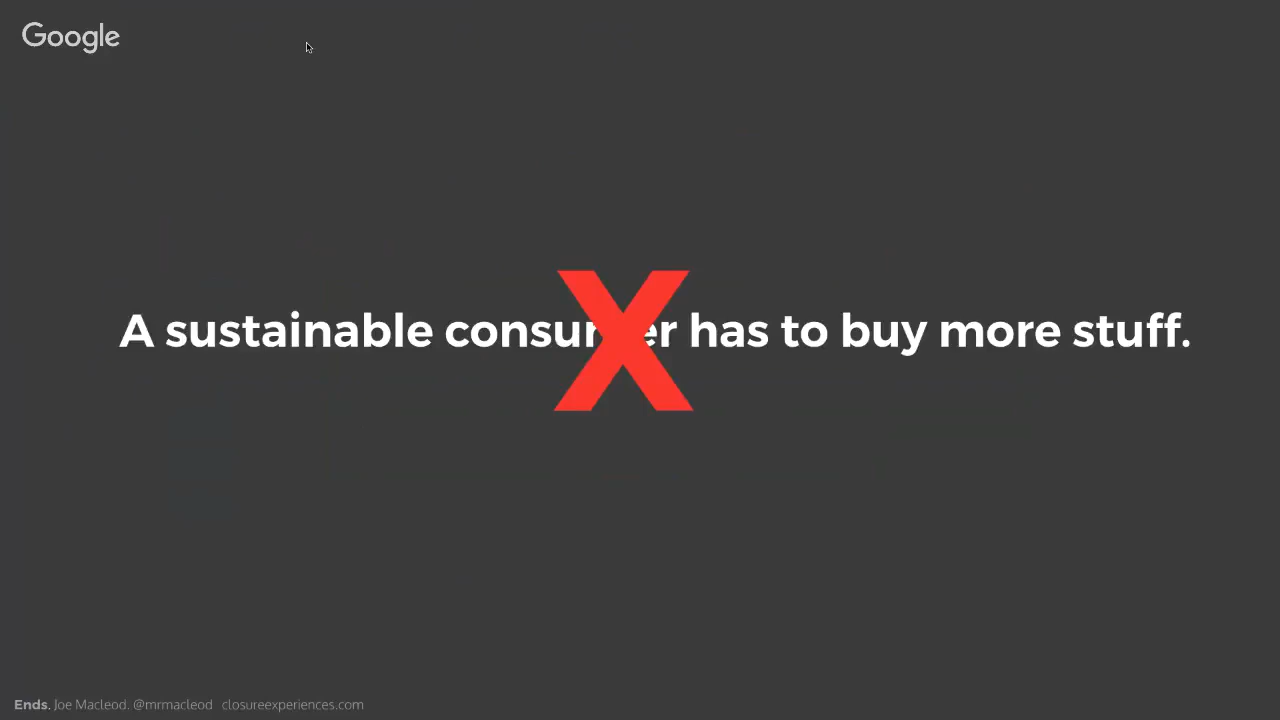 Google
A sustainable consumer has to buy more stuff.
X
Ends. Joe Macleod. @mrmacleod closureexperiences.com